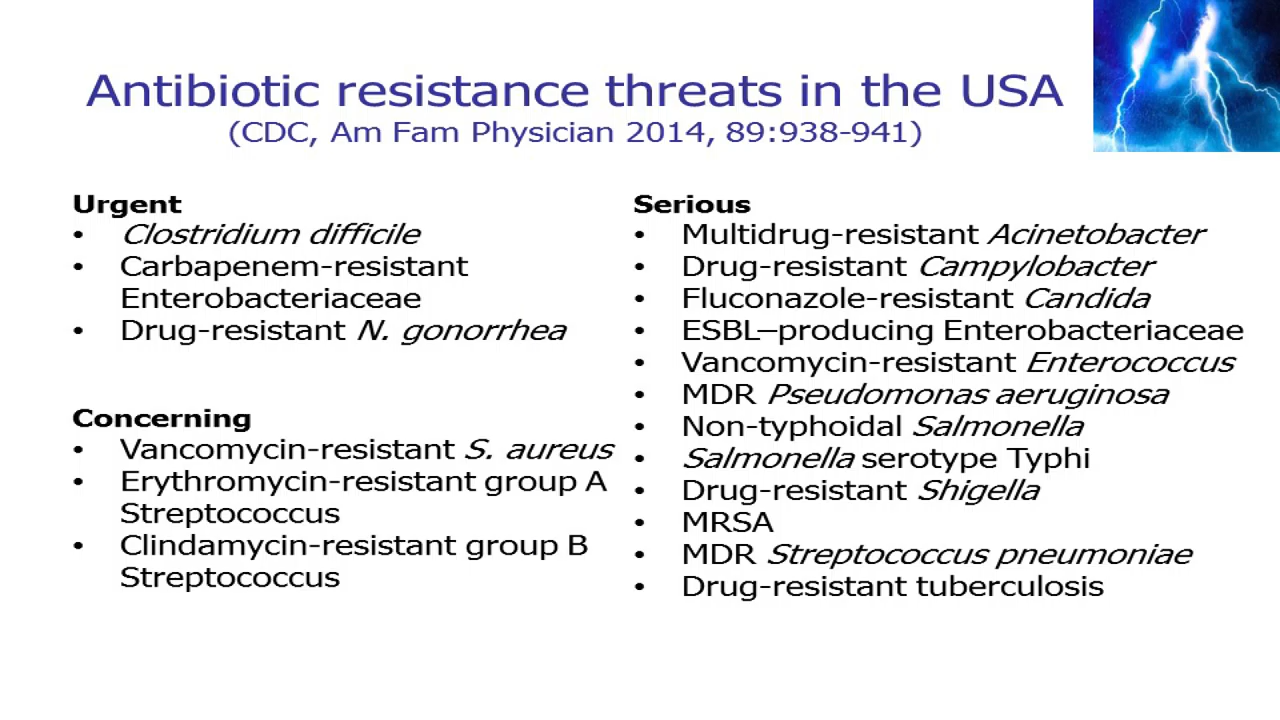 Antibiotic resistance threats in the USA
(CDC, Am Fam Physician 2014, 89:938-941)
Urgent
• Clostridium difficile
• Carbapenem-resistant
Enterobacteriaceae
• Drug-resistant N. gonorrhea
Concerning
• Vancomycin-resistant S. aureus
• Erythromycin-resistant group A
Streptococcus
• Clindamycin-resistant group B
Streptococcus
Serious
• Multidrug-resistant Acinetobacter
• Drug-resistant Campylobacter
• Fluconazole-resistant Candida
• ESBL–producing Enterobacteriaceae
• Vancomycin-resistant Enterococcus
• MDR Pseudomonas aeruginosa
• Non-typhoidal Salmonella
• Salmonella serotype Typhi
• Drug-resistant Shigella
• MRSA
• MDR Streptococcus pneumoniae
• Drug-resistant tuberculosis